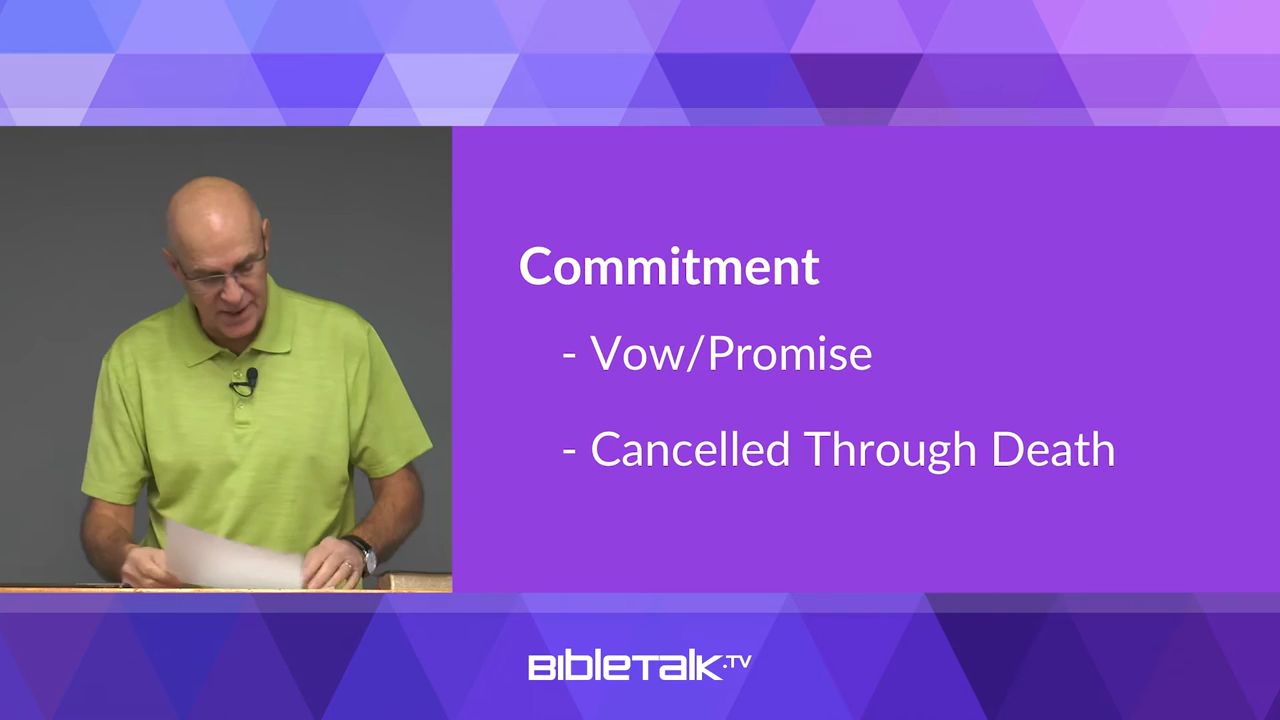 Commitment
- Vow/Promise
- Cancelled Through Death
BibleTalk.TV